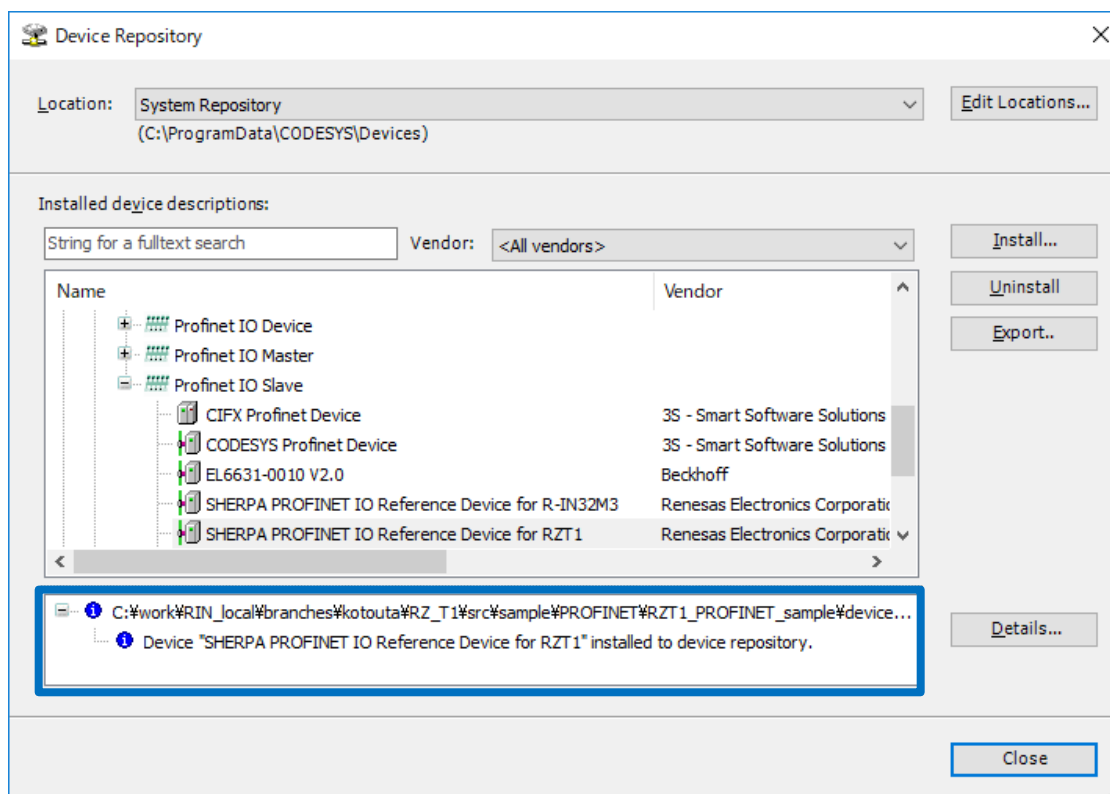 Device Repository
Location: System Repository Edit Locations...
(C:\ProgramData\CODESYS\Devices)
Installed device descriptions:
String for a fulltext search Vendor: <All vendors> Install...
Uninstall
Name Vendor
Export..
Profinet IO Device
Profinet IO Master
Profinet IO Slave
CIFX Profinet Device 3S - Smart Software Solutions
CODESYS Profinet Device 3S - Smart Software Solutions
EL6631-0010 V2.0 Beckhoff
SHERPA PROFINET IO Reference Device for R-IN32M3 Renesas Electronics Corporatic
SHERPA PROFINET IO Reference Device for RZT1 Renesas Electronics Corporatic
C:¥work¥RIN_local¥branches¥kotouta¥RZ_T1¥src¥sample¥PROFINET¥RZT1_PROFINET_sample¥device...
Device "SHERPA PROFINET IO Reference Device for RZT1" installed to device repository.
Details...
Close